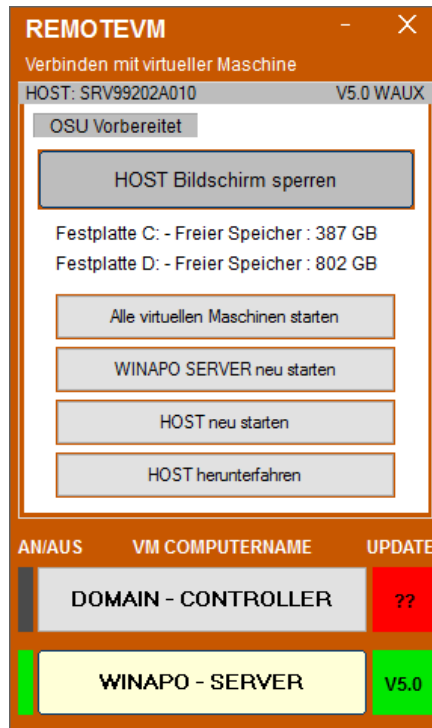 REMOTEVM
Verbinden mit virtueller Maschine
HOST: SRV99202A010 V5.0 WAUX
OSU Vorbereitet
HOST Bildschirm sperren
Festplatte C: - Freier Speicher : 387 GB
Festplatte D: - Freier Speicher : 802 GB
Alle virtuellen Maschinen starten
WINAPO SERVER neu starten
HOST neu starten
HOST herunterfahren
AN/AUS VM COMPUTERNAME UPDATE
DOMAIN - CONTROLLER ??
WINAPO - SERVER V5.0